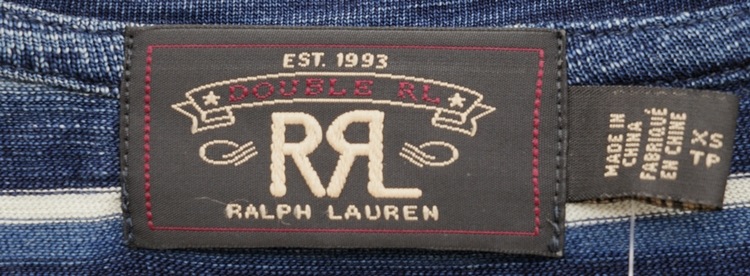 EST. 1993
DOUBLE RL
RRL
RALPH LAUREN
MADE IN
CHINA
FABRIQUÉ
EN CHINE
XS
TP